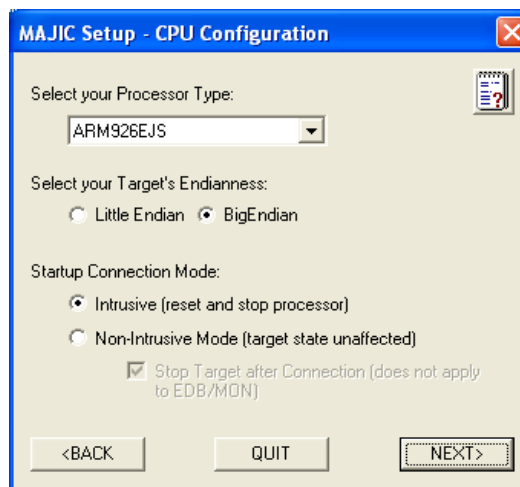 MAJIC Setup - CPU Configuration
Select your Processor Type:
ARM926EJS
Select your Target's Endianness:
Little Endian BigEndian
Startup Connection Mode:
Intrusive (reset and stop processor)
Non-Intrusive Mode (target state unaffected)
Stop Target after Connection (does not apply
to EDB/MON)
<BACK QUIT NEXT>